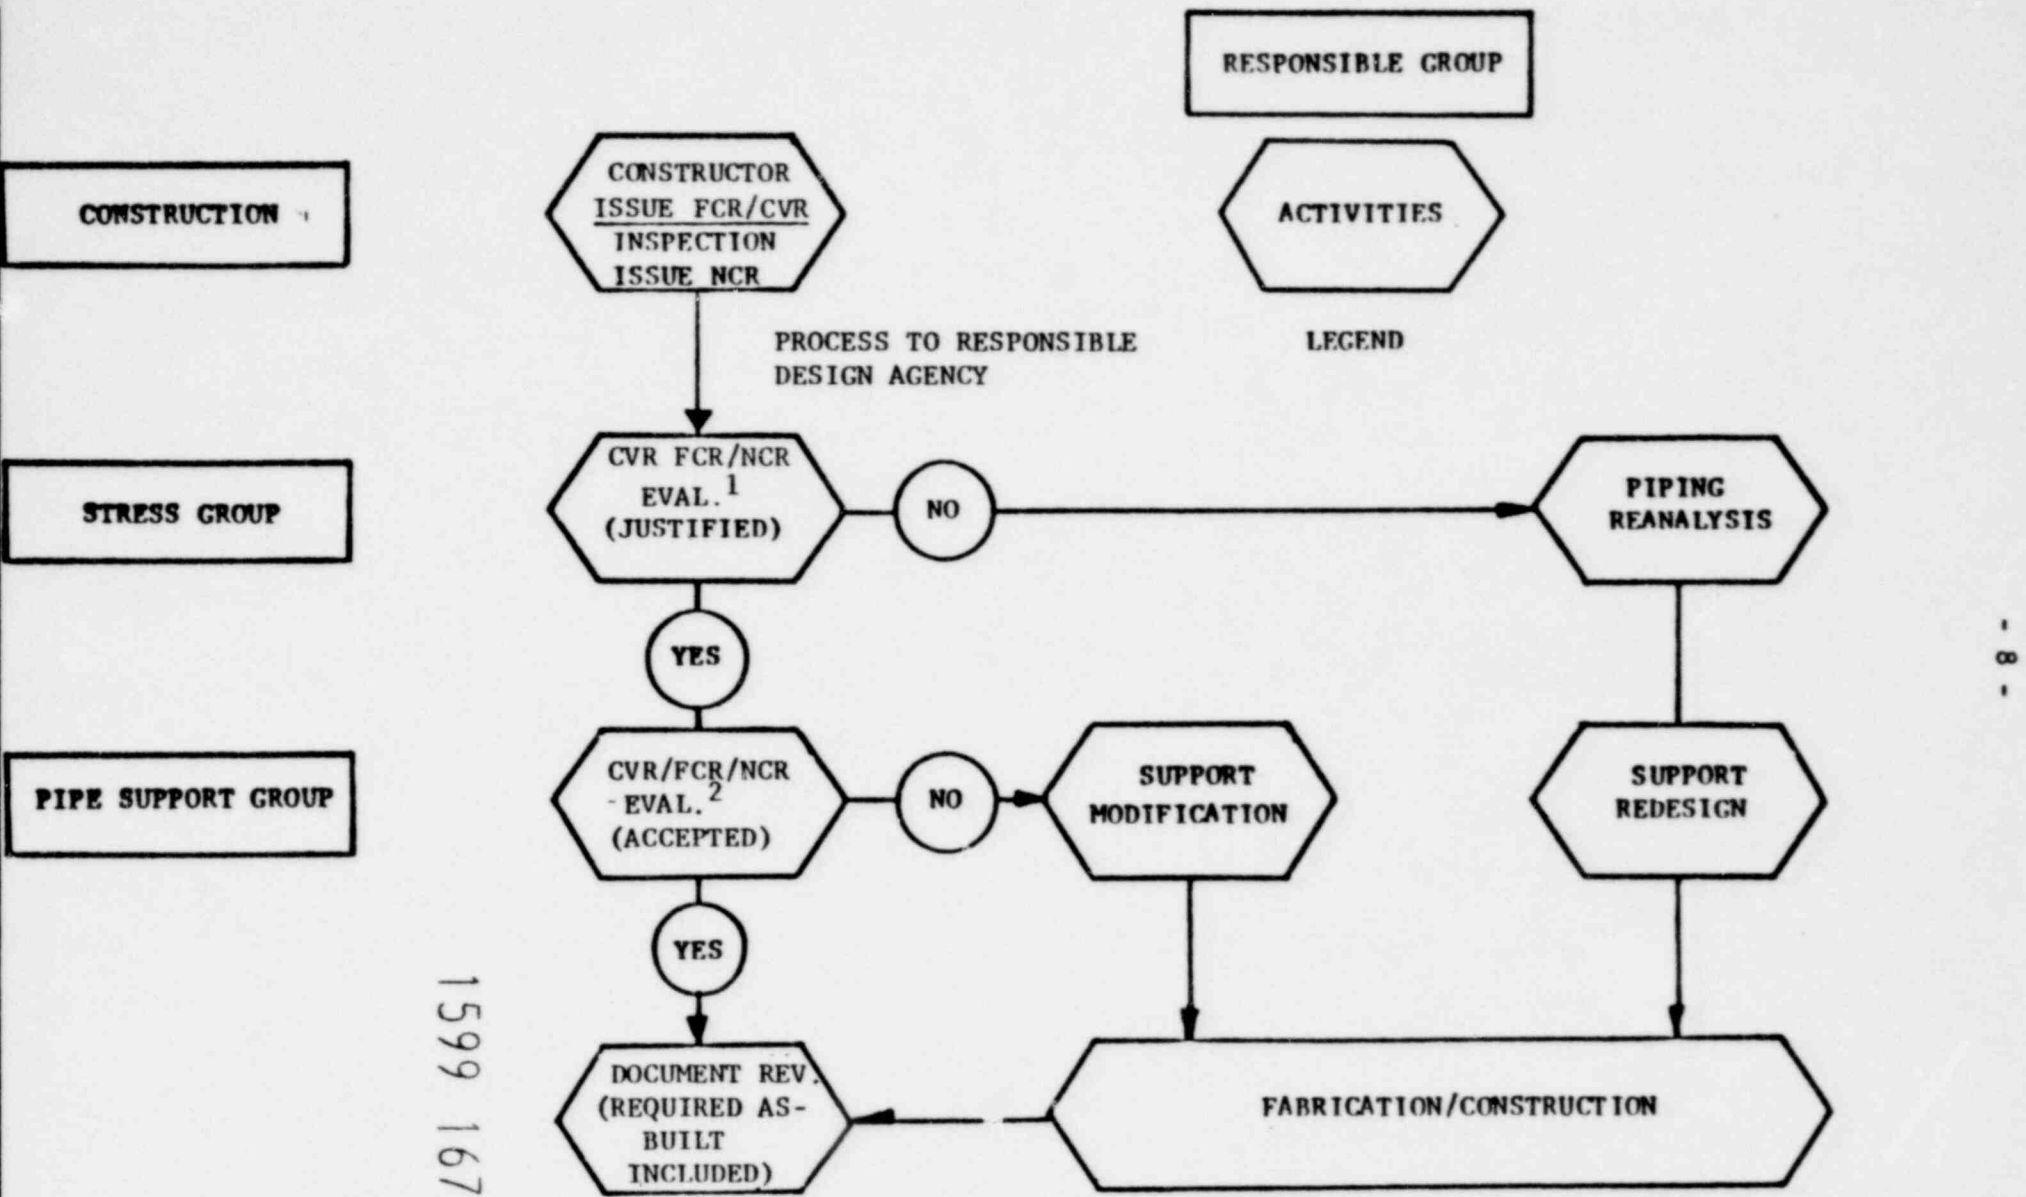 RESPONSIBLE GROUP
CONSTRUCTION
CONSTRUCTOR
ISSUE FCR/CVR
INSPECTION
ISSUE NCR
ACTIVITIES
PROCESS TO RESPONSIBLE
DESIGN AGENCY
LEGEND
STRESS GROUP
CVR FCR/NCR
EVAL.1
(JUSTIFIED)
NO
PIPING
REANALYSIS
YES
- 8 -
PIPE SUPPORT GROUP
CVR/FCR/NCR
EVAL.2
(ACCEPTED)
NO
SUPPORT
MODIFICATION
SUPPORT
REDESIGN
YES
DOCUMENT REV.
(REQUIRED AS-
BUILT
INCLUDED)
FABRICATION/CONSTRUCTION
1599 167